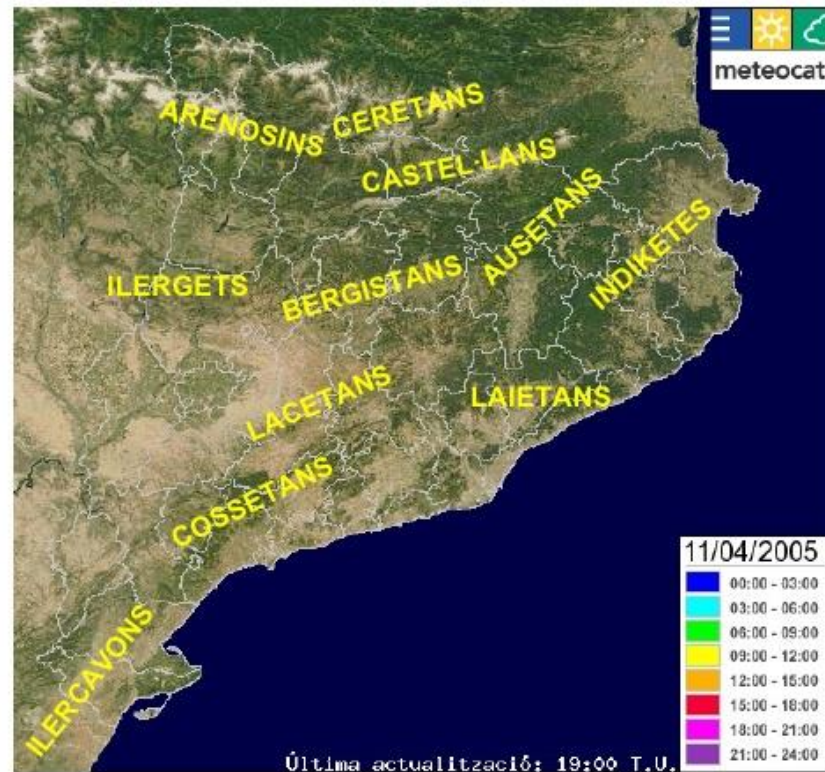 meteocat
ARENOSINS
CERETANS
CASTEL·LANS
AUSETANS
INDIKETES
ILERGETS
BERGISTANS
LACETANS
LAIETANS
COSSETANS
ILERCAVONS
11/04/2005
00:00 - 03:00
03:00 - 06:00
06:00 - 09:00
09:00 - 12:00
12:00 - 15:00
15:00 - 18:00
18:00 - 21:00
21:00 - 24:00
Última actualització: 19:00 T.U.